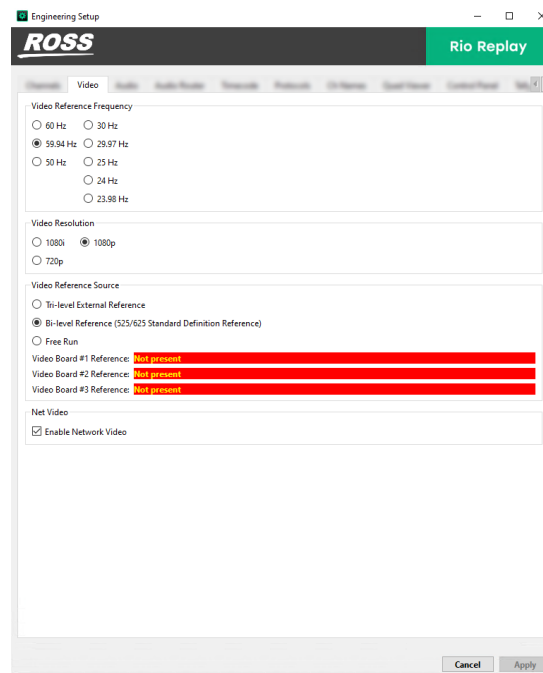 Engineering Setup
ROSS
Rio Replay
Video
Video Reference Frequency
60 Hz 30 Hz
59.94 Hz 29.97 Hz
50 Hz 25 Hz
24 Hz
23.98 Hz
Video Resolution
1080i 1080p
720p
Video Reference Source
Tri-level External Reference
Bi-level Reference (525/625 Standard Definition Reference)
Free Run
Video Board #1 Reference: Not present
Video Board #2 Reference: Not present
Video Board #3 Reference: Not present
Net Video
Enable Network Video
Cancel Apply